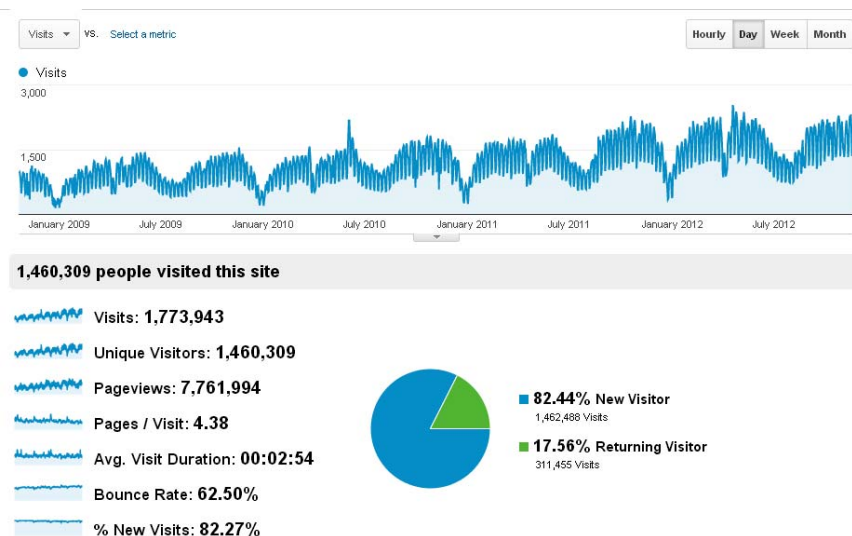 Visits VS. Select a metric Hourly Day Week Month
Visits
3,000
1,500
January 2009 July 2009 January 2010 July 2010 January 2011 July 2011 January 2012 July 2012
1,460,309 people visited this site
Visits: 1,773,943
Unique Visitors: 1,460,309
Pageviews: 7,761,994
Pages / Visit: 4.38
Avg. Visit Duration: 00:02:54
Bounce Rate: 62.50%
% New Visits: 82.27%
82.44% New Visitor
1,462,488 Visits
17.56% Returning Visitor
311,455 Visits